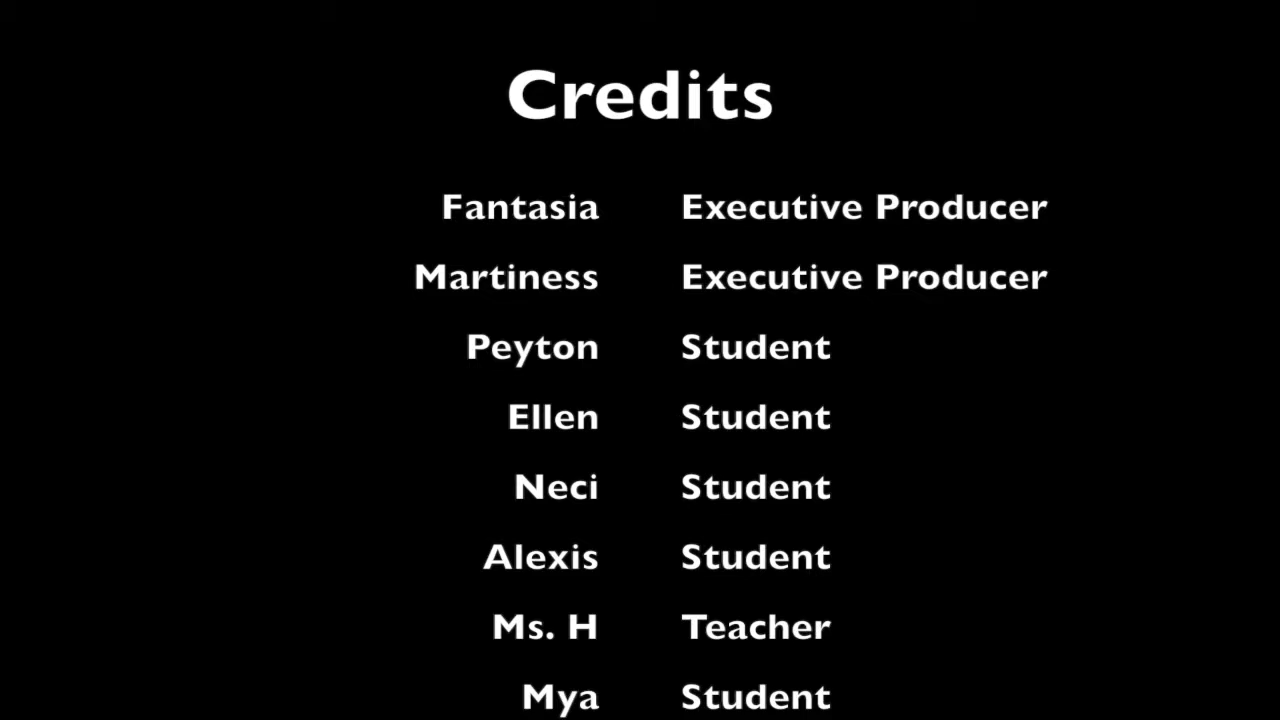 Credits
Fantasia Executive Producer
Martiness Executive Producer
Peyton Student
Ellen Student
Neci Student
Alexis Student
Ms. H Teacher
Mya Student